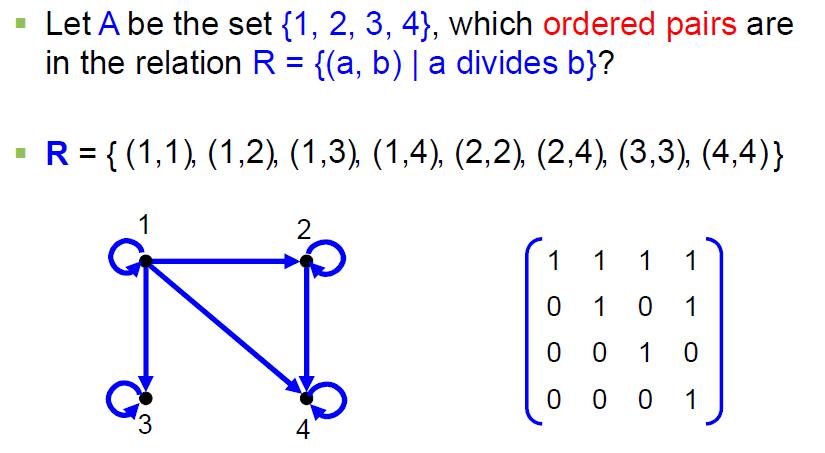 ▪ Let A be the set {1, 2, 3, 4}, which ordered pairs are
in the relation R = {(a, b) | a divides b}?
▪ R = { (1,1), (1,2), (1,3), (1,4), (2,2), (2,4), (3,3), (4,4)}
1 2
3 4
1 1 1 1
0 1 0 1
0 0 1 0
0 0 0 1